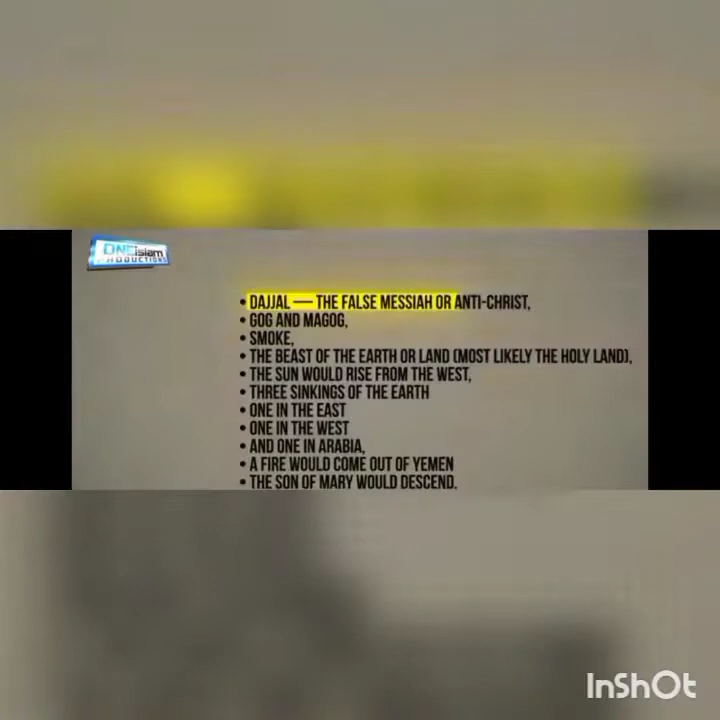 ONE islam
PRODUCTIONS
• DAJJAL — THE FALSE MESSIAH OR ANTI-CHRIST,
• GOG AND MAGOG,
• SMOKE,
• THE BEAST OF THE EARTH OR LAND (MOST LIKELY THE HOLY LAND),
• THE SUN WOULD RISE FROM THE WEST,
• THREE SINKINGS OF THE EARTH
• ONE IN THE EAST
• ONE IN THE WEST
• AND ONE IN ARABIA,
• A FIRE WOULD COME OUT OF YEMEN
• THE SON OF MARY WOULD DESCEND.
InShOt